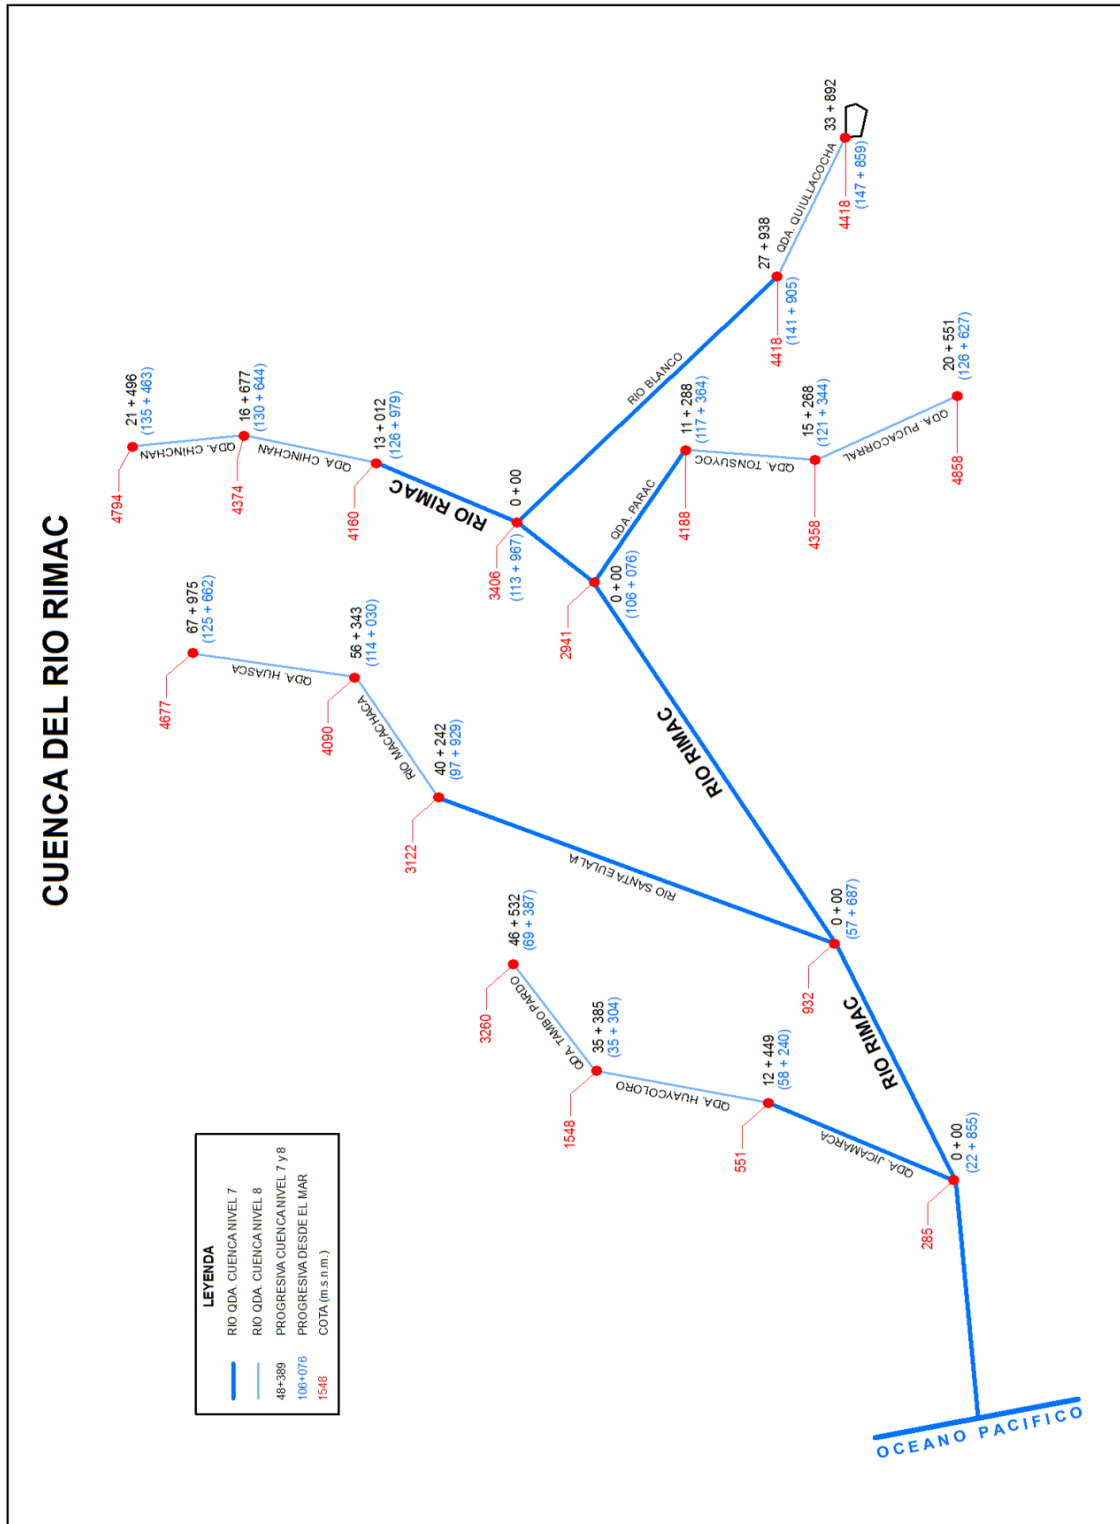 CUENCA DEL RIO RIMAC
4794
21 + 496
(135 + 463)
QDA. CHINCHAN
4374
16 + 677
(130 + 644)
QDA. CHINCHAN
4160
13 + 012
(126 + 979)
RIO RIMAC
3406
0 + 00
(113 + 967)
RIO BLANCO
4418
27 + 938
(141 + 905)
QDA. QUIULLACOCHA
33 + 892
4418
(147 + 859)
4677
67 + 975
(125 + 662)
QDA. HUASCA
4090
56 + 343
(114 + 030)
RIO MACACHACA
3122
40 + 242
(97 + 929)
RIO SANTA EULALIA
2941
0 + 00
(106 + 076)
QDA. PARAC
4188
11 + 288
(117 + 364)
QDA. TONSUYOC
4358
15 + 268
(121 + 344)
QDA. PUCACORRAL
4858
20 + 551
(126 + 627)
RIO RIMAC
932
0 + 00
(57 + 687)
3260
46 + 532
(69 + 387)
QDA. TAMBO PARDO
1548
35 + 385
(35 + 304)
QDA. HUAYCOLORO
551
12 + 449
(58 + 240)
QDA. JICAMARCA
RIO RIMAC
285
0 + 00
(22 + 855)
OCEANO PACIFICO
LEYENDA
RIO QDA. CUENCA NIVEL 7
RIO QDA. CUENCA NIVEL 8
48+389 PROGRESIVA CUENCA NIVEL 7 y 8
106+076 PROGRESIVA DESDE EL MAR
1548 COTA (m.s.n.m.)